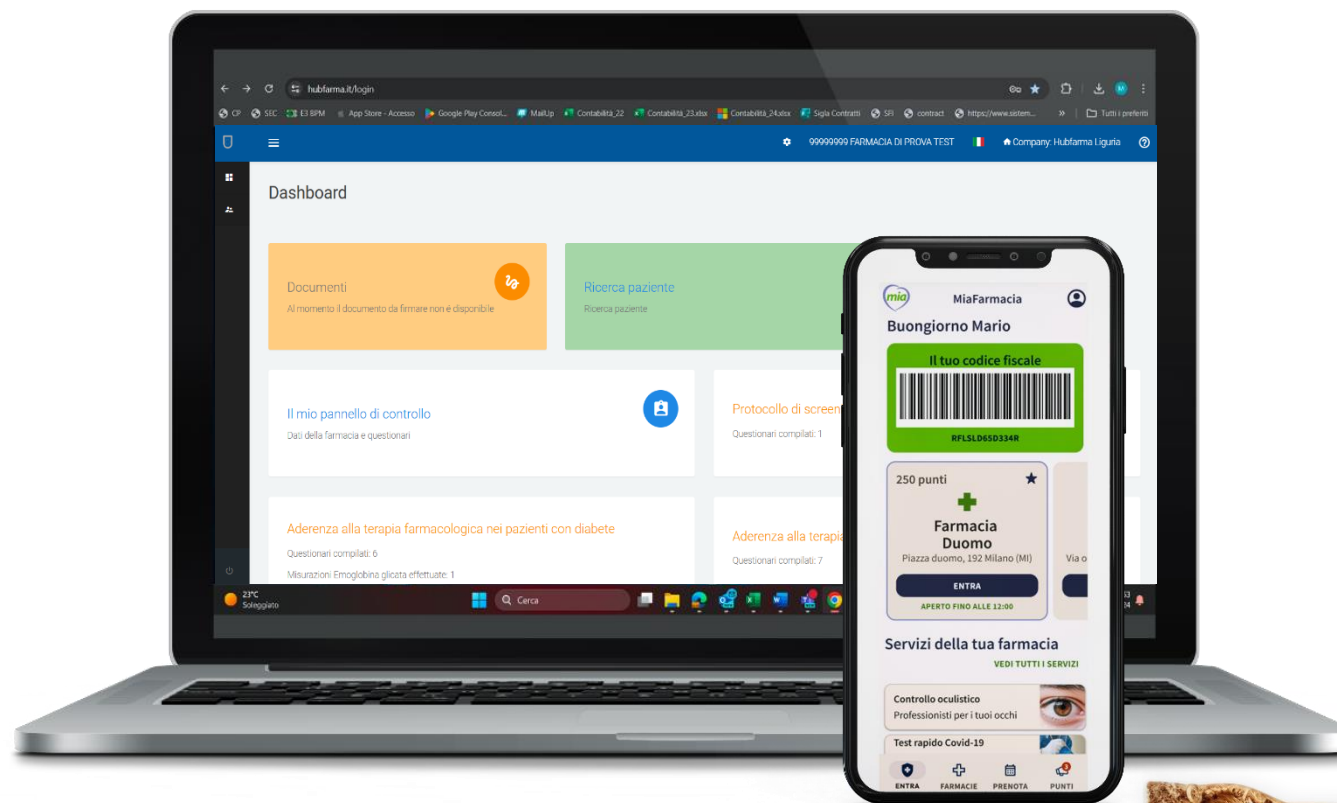 hubfarma.it/login
CP
SEC
E3 BPM
App Store - Accesso
Google Play Consol...
MailUp
Contabilità_22
Contabilità_23.xlsx
Contabilità_24.xlsx
Sigla Contratti
SFI
contract
https://www.sistem...
»
Tutti i preferiti
99999999 FARMACIA DI PROVA TEST
Company: Hubfarma Liguria
Dashboard
Documenti
Al momento il documento da firmare non è disponibile
Ricerca paziente
Ricerca paziente
Il mio pannello di controllo
Dati della farmacia e questionari
Protocollo di screen
Questionari compilati: 1
Aderenza alla terapia farmacologica nei pazienti con diabete
Questionari compilati: 6
Misurazioni Emoglobina glicata effettuate: 1
Aderenza alla terapia
Questionari compilati: 7
23°C
Soleggiato
Cerca
mia
MiaFarmacia
Buongiorno Mario
Il tuo codice fiscale
RFLSLD65D334R
250 punti
Farmacia
Duomo
Piazza duomo, 192 Milano (MI)
Via o
ENTRA
APERTO FINO ALLE 12:00
Servizi della tua farmacia
VEDI TUTTI I SERVIZI
Controllo oculistico
Professionisti per i tuoi occhi
Test rapido Covid-19
3
ENTRA
FARMACIE
PRENOTA
PUNTI